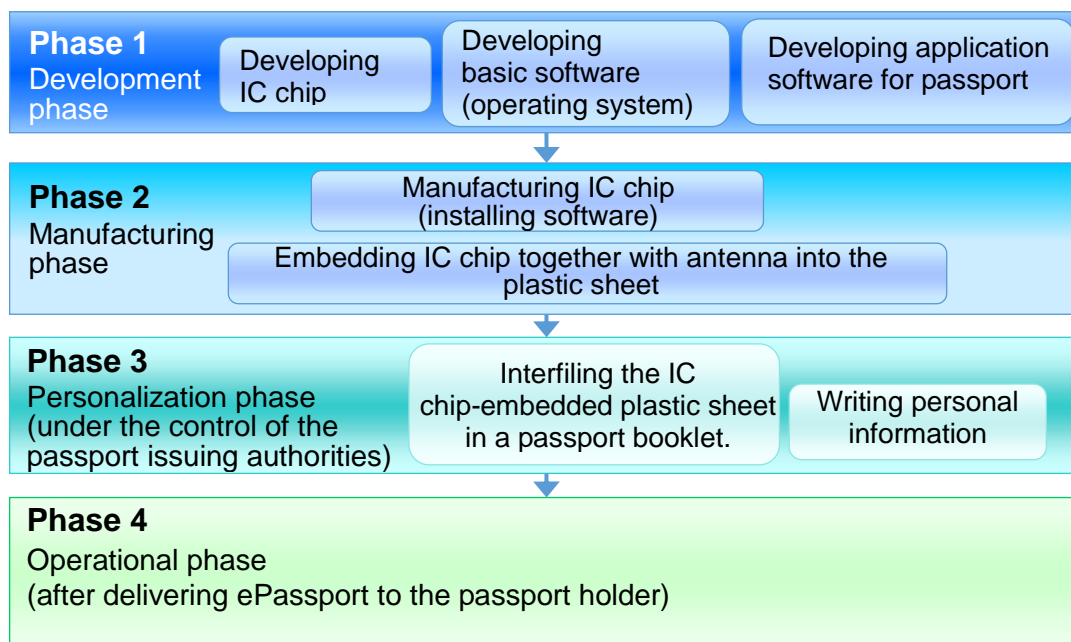 Phase 1
Development
phase
Developing
IC chip
Developing
basic software
(operating system)
Developing application
software for passport
Phase 2
Manufacturing
phase
Manufacturing IC chip
(installing software)
Embedding IC chip together with antenna into the
plastic sheet
Phase 3
Personalization phase
(under the control of the
passport issuing authorities)
Interfiling the IC
chip-embedded plastic sheet
in a passport booklet.
Writing personal
information
Phase 4
Operational phase
(after delivering ePassport to the passport holder)